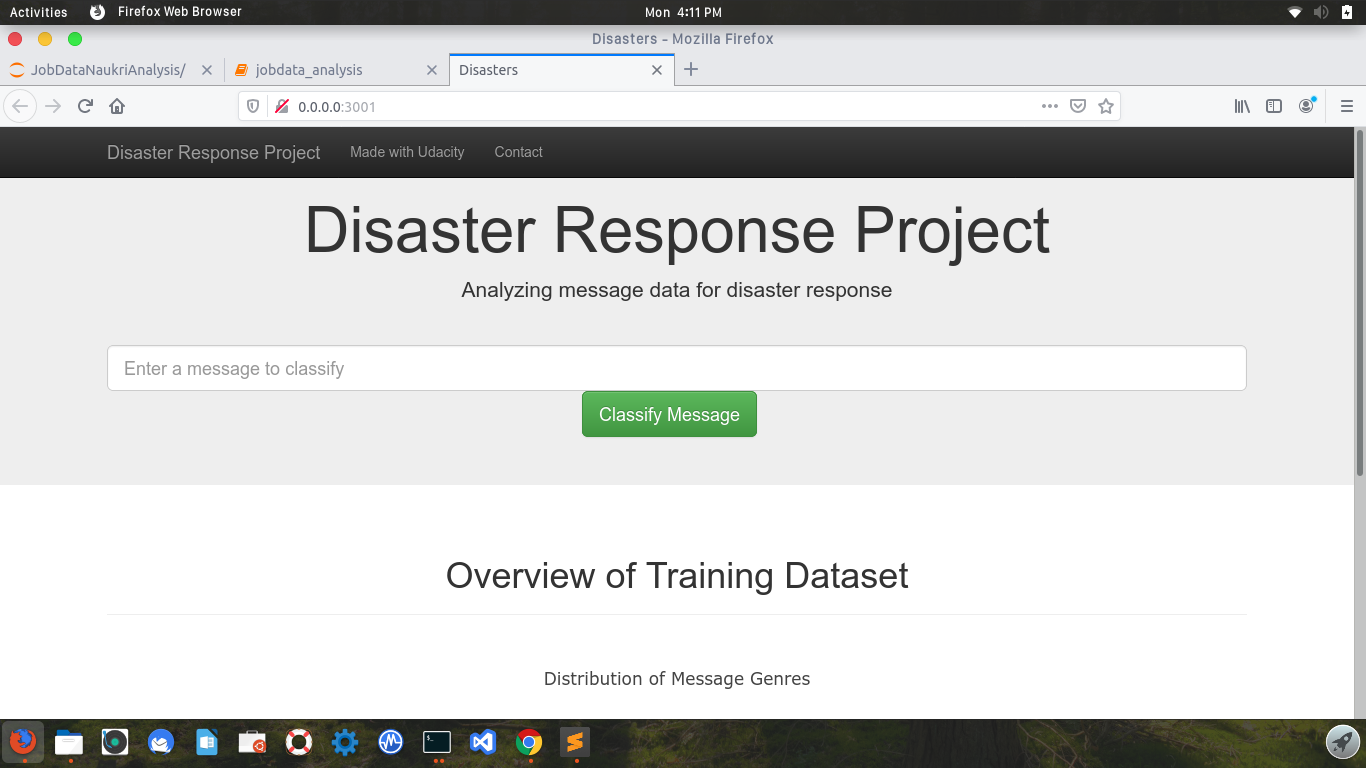 Activities Firefox Web Browser Mon 4:11 PM
Disasters - Mozilla Firefox
JobDataNaukriAnalysis/ jobdata_analysis Disasters
0.0.0.0:3001
Disaster Response Project Made with Udacity Contact
Disaster Response Project
Analyzing message data for disaster response
Enter a message to classify
Classify Message
Overview of Training Dataset
Distribution of Message Genres